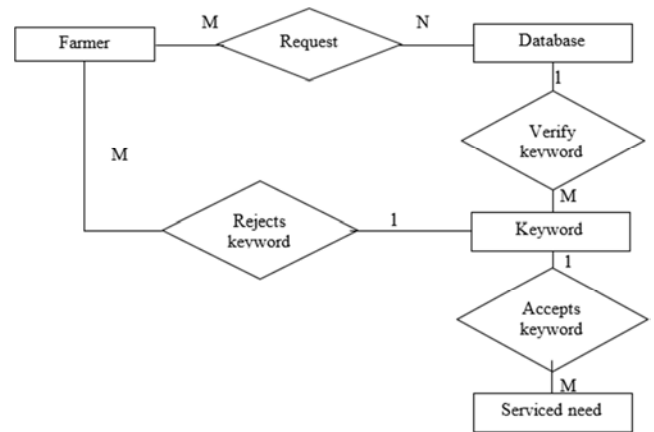 Farmer
M
Request
N
Database
1
Verify
keyword
M
M
Rejects
keyword
1
Keyword
1
Accepts
keyword
M
Serviced need